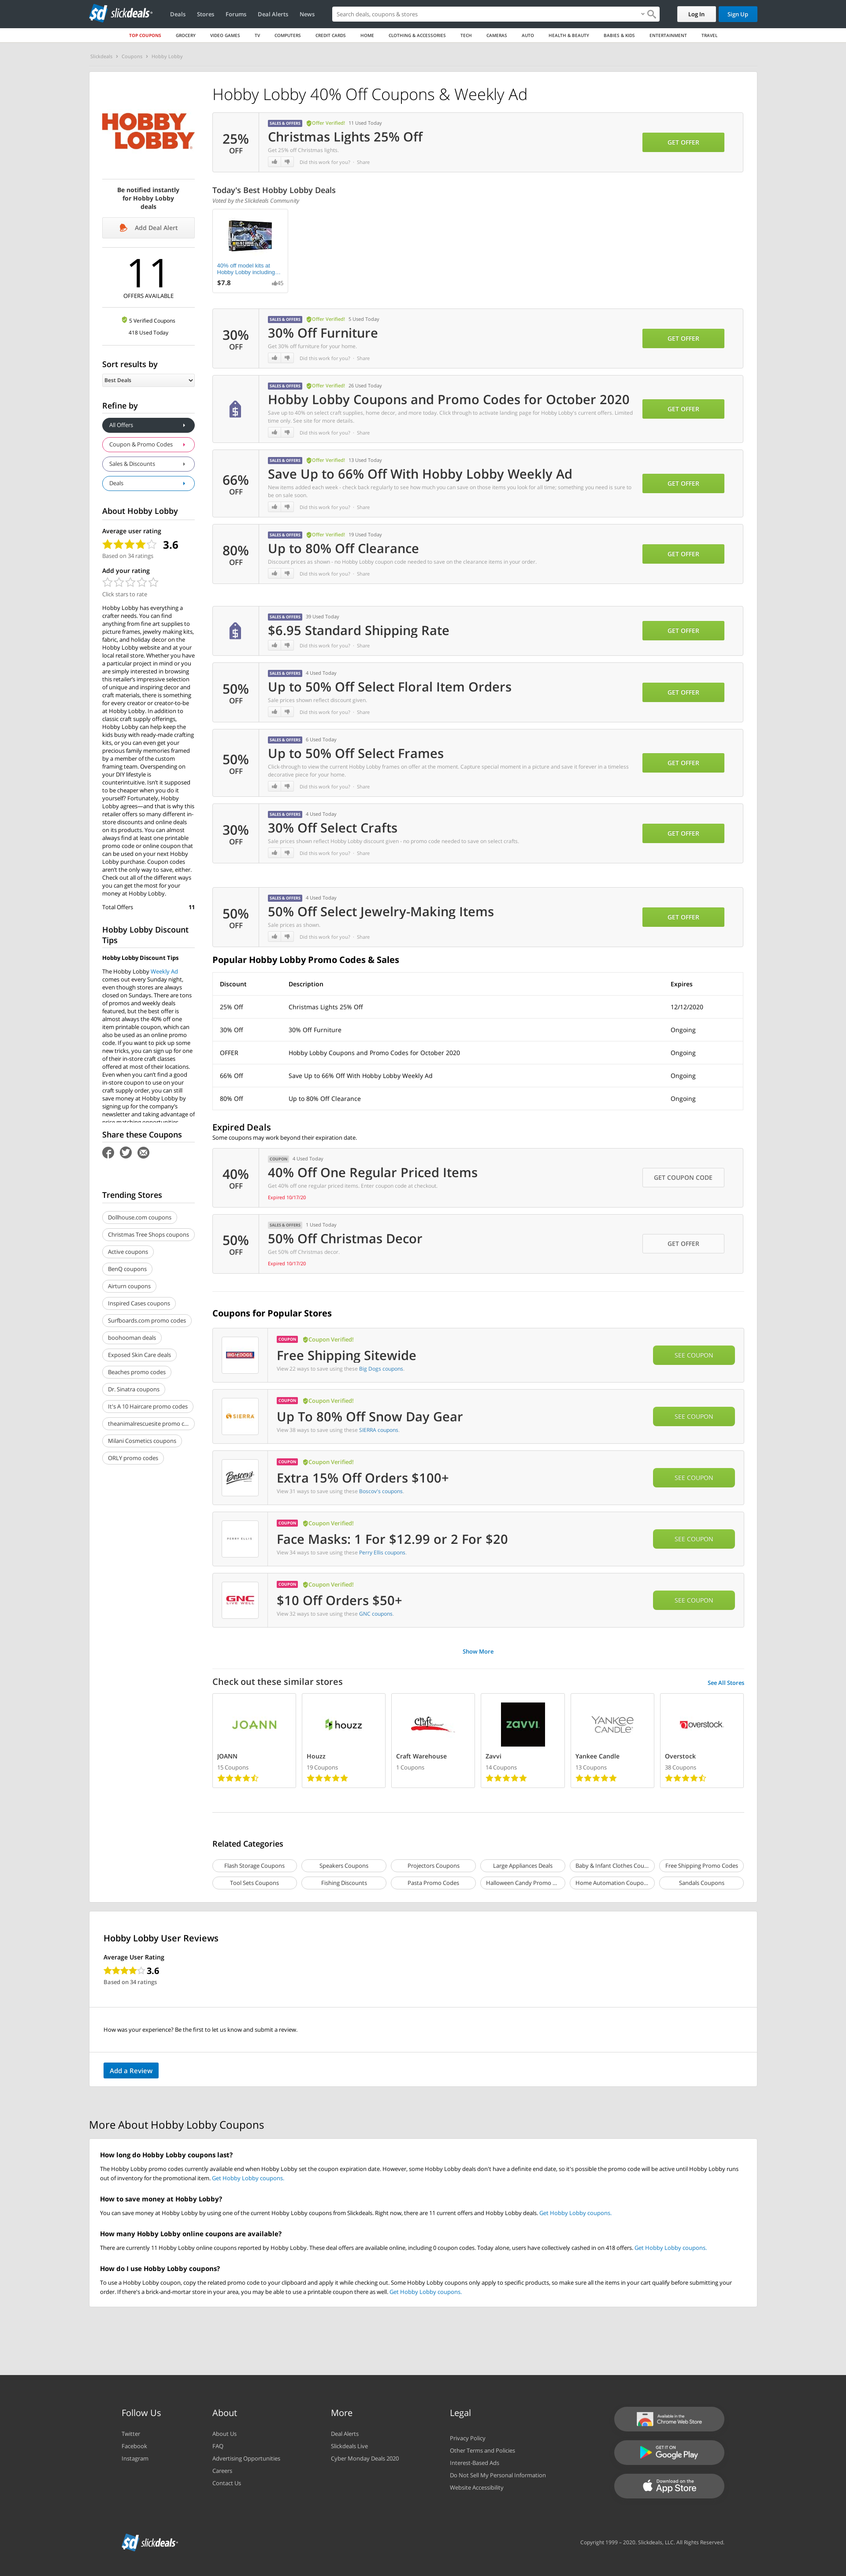 slickdeals
Deals
Stores
Forums
Deal Alerts
News
Search deals, coupons & stores
Log In
Sign Up
TOP COUPONS
GROCERY
VIDEO GAMES
TV
COMPUTERS
CREDIT CARDS
HOME
CLOTHING & ACCESSORIES
TECH
CAMERAS
AUTO
HEALTH & BEAUTY
BABIES & KIDS
ENTERTAINMENT
TRAVEL
Slickdeals > Coupons > Hobby Lobby
HOBBY
LOBBY
Be notified instantly
for Hobby Lobby
deals
Add Deal Alert
11
OFFERS AVAILABLE
5 Verified Coupons
418 Used Today
Sort results by
Best Deals
Refine by
All Offers
Coupon & Promo Codes
Sales & Discounts
Deals
About Hobby Lobby
Average user rating
3.6
Based on 34 ratings
Add your rating
Click stars to rate
Hobby Lobby has everything a
crafter needs. You can find
anything from fine art supplies to
picture frames, jewelry making kits,
fabric, and holiday decor on the
Hobby Lobby website and at your
local retail store. Whether you have
a particular project in mind or you
are simply interested in browsing
this retailer's impressive selection
of unique and inspiring decor and
craft materials, there is something
for every creator or creator-to-be
at Hobby Lobby. In addition to
classic craft supply offerings,
Hobby Lobby can help keep the
kids busy with ready-made crafting
kits, or you can even get your
precious family memories framed
by a member of the custom
framing team. Overspending on
your DIY lifestyle is
counterintuitive. Isn't it supposed
to be cheaper when you do it
yourself? Fortunately, Hobby
Lobby agrees—and that is why this
retailer offers so many different in-
store discounts and online deals
on its products. You can almost
always find at least one printable
promo code or online coupon that
can be used on your next Hobby
Lobby purchase. Coupon codes
aren't the only way to save, either.
Check out all of the different ways
you can get the most for your
money at Hobby Lobby.
Total Offers 11
Hobby Lobby Discount
Tips
Hobby Lobby Discount Tips
The Hobby Lobby Weekly Ad
comes out every Sunday night,
even though stores are always
closed on Sundays. There are tons
of promos and weekly deals
featured, but the best offer is
almost always the 40% off one
item printable coupon, which can
also be used as an online promo
code. If you want to pick up some
new tricks, you can sign up for one
of their in-store craft classes
offered at most of their locations.
Even when you can't find a good
in-store coupon to use on your
craft supply order, you can still
save money at Hobby Lobby by
signing up for the company's
newsletter and taking advantage of
price matching opportunities
Share these Coupons
Trending Stores
Dollhouse.com coupons
Christmas Tree Shops coupons
Active coupons
BenQ coupons
Airturn coupons
Inspired Cases coupons
Surfboards.com promo codes
boohooman deals
Exposed Skin Care deals
Beaches promo codes
Dr. Sinatra coupons
It's A 10 Haircare promo codes
theanimalrescuesite promo c...
Milani Cosmetics coupons
ORLY promo codes
Hobby Lobby 40% Off Coupons & Weekly Ad
25%
OFF
SALES & OFFERS Offer Verified! 11 Used Today
Christmas Lights 25% Off
Get 25% off Christmas lights.
Did this work for you? · Share
GET OFFER
Today's Best Hobby Lobby Deals
Voted by the Slickdeals Community
40% off model kits at
Hobby Lobby including...
$7.8
45
30%
OFF
SALES & OFFERS Offer Verified! 5 Used Today
30% Off Furniture
Get 30% off furniture for your home.
Did this work for you? · Share
GET OFFER
SALES & OFFERS Offer Verified! 26 Used Today
Hobby Lobby Coupons and Promo Codes for October 2020
Save up to 40% on select craft supplies, home decor, and more today. Click through to activate landing page for Hobby Lobby's current offers. Limited
time only. See site for more details.
Did this work for you? · Share
GET OFFER
66%
OFF
SALES & OFFERS Offer Verified! 13 Used Today
Save Up to 66% Off With Hobby Lobby Weekly Ad
New items added each week - check back regularly to see how much you can save on those items you look for all time, something you need is sure to
be on sale soon.
Did this work for you? · Share
GET OFFER
80%
OFF
SALES & OFFERS Offer Verified! 19 Used Today
Up to 80% Off Clearance
Discount prices as shown - no Hobby Lobby coupon code needed to save on the clearance items in your order.
Did this work for you? · Share
GET OFFER
SALES & OFFERS 39 Used Today
$6.95 Standard Shipping Rate
Did this work for you? · Share
GET OFFER
50%
OFF
SALES & OFFERS 4 Used Today
Up to 50% Off Select Floral Item Orders
Sale prices shown reflect discount given.
Did this work for you? · Share
GET OFFER
50%
OFF
SALES & OFFERS 6 Used Today
Up to 50% Off Select Frames
Click-through to view the current Hobby Lobby frames on offer at the moment. Capture special moment in a picture and save it forever in a timeless
decorative piece for your home.
Did this work for you? · Share
GET OFFER
30%
OFF
SALES & OFFERS 4 Used Today
30% Off Select Crafts
Sale prices shown reflect Hobby Lobby discount given - no promo code needed to save on select crafts.
Did this work for you? · Share
GET OFFER
50%
OFF
SALES & OFFERS 4 Used Today
50% Off Select Jewelry-Making Items
Sale prices as shown.
Did this work for you? · Share
GET OFFER
Popular Hobby Lobby Promo Codes & Sales
Discount Description Expires
25% Off Christmas Lights 25% Off 12/12/2020
30% Off 30% Off Furniture Ongoing
OFFER Hobby Lobby Coupons and Promo Codes for October 2020 Ongoing
66% Off Save Up to 66% Off With Hobby Lobby Weekly Ad Ongoing
80% Off Up to 80% Off Clearance Ongoing
Expired Deals
Some coupons may work beyond their expiration date.
40%
OFF
COUPON 4 Used Today
40% Off One Regular Priced Items
Get 40% off one regular priced items. Enter coupon code at checkout.
Expired 10/17/20
GET COUPON CODE
50%
OFF
SALES & OFFERS 1 Used Today
50% Off Christmas Decor
Get 50% off Christmas decor.
Expired 10/17/20
GET OFFER
Coupons for Popular Stores
BIG DOGS
COUPON Coupon Verified!
Free Shipping Sitewide
View 22 ways to save using these Big Dogs coupons.
SEE COUPON
SIERRA
COUPON Coupon Verified!
Up To 80% Off Snow Day Gear
View 38 ways to save using these SIERRA coupons.
SEE COUPON
Boscov's
COUPON Coupon Verified!
Extra 15% Off Orders $100+
View 31 ways to save using these Boscov's coupons.
SEE COUPON
PERRY ELLIS
COUPON Coupon Verified!
Face Masks: 1 For $12.99 or 2 For $20
View 34 ways to save using these Perry Ellis coupons.
SEE COUPON
GNC
LIVE WELL
COUPON Coupon Verified!
$10 Off Orders $50+
View 32 ways to save using these GNC coupons.
SEE COUPON
Show More
Check out these similar stores
See All Stores
JOANN
JOANN
15 Coupons
houzz
Houzz
19 Coupons
Craft
Craft Warehouse
1 Coupons
ZAVVI
Zavvi
14 Coupons
YANKEE
CANDLE
Yankee Candle
13 Coupons
overstock
Overstock
38 Coupons
Related Categories
Flash Storage Coupons
Speakers Coupons
Projectors Coupons
Large Appliances Deals
Baby & Infant Clothes Cou...
Free Shipping Promo Codes
Tool Sets Coupons
Fishing Discounts
Pasta Promo Codes
Halloween Candy Promo ...
Home Automation Coupo...
Sandals Coupons
Hobby Lobby User Reviews
Average User Rating
3.6
Based on 34 ratings
How was your experience? Be the first to let us know and submit a review.
Add a Review
More About Hobby Lobby Coupons
How long do Hobby Lobby coupons last?
The Hobby Lobby promo codes currently available end when Hobby Lobby set the coupon expiration date. However, some Hobby Lobby deals don't have a definite end date, so it's possible the promo code will be active until Hobby Lobby runs
out of inventory for the promotional item. Get Hobby Lobby coupons.
How to save money at Hobby Lobby?
You can save money at Hobby Lobby by using one of the current Hobby Lobby coupons from Slickdeals. Right now, there are 11 current offers and Hobby Lobby deals. Get Hobby Lobby coupons.
How many Hobby Lobby online coupons are available?
There are currently 11 Hobby Lobby online coupons reported by Hobby Lobby. These deal offers are available online, including 0 coupon codes. Today alone, users have collectively cashed in on 418 offers. Get Hobby Lobby coupons.
How do I use Hobby Lobby coupons?
To use a Hobby Lobby coupon, copy the related promo code to your clipboard and apply it while checking out. Some Hobby Lobby coupons only apply to specific products, so make sure all the items in your cart qualify before submitting your
order. If there's a brick-and-mortar store in your area, you may be able to use a printable coupon there as well. Get Hobby Lobby coupons.
Follow Us
Twitter
Facebook
Instagram
About
About Us
FAQ
Advertising Opportunities
Careers
Contact Us
More
Deal Alerts
Slickdeals Live
Cyber Monday Deals 2020
Legal
Privacy Policy
Other Terms and Policies
Interest-Based Ads
Do Not Sell My Personal Information
Website Accessibility
Available in the
Chrome Web Store
GET IT ON
Google Play
Download on the
App Store
slickdeals
Copyright 1999 – 2020. Slickdeals, LLC. All Rights Reserved.